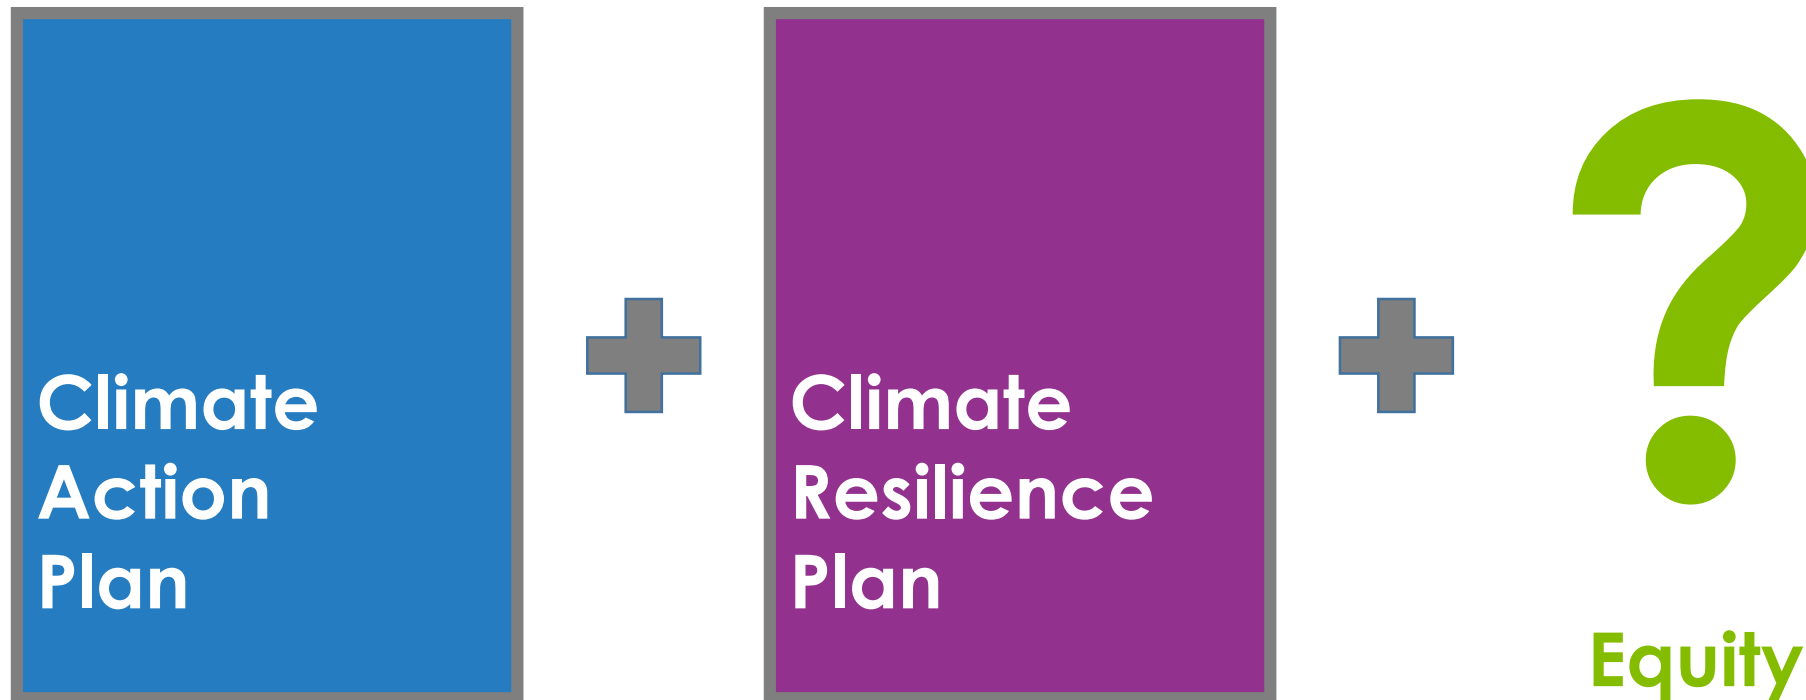 Climate
Action
Plan
Climate
Resilience
Plan
?
Equity